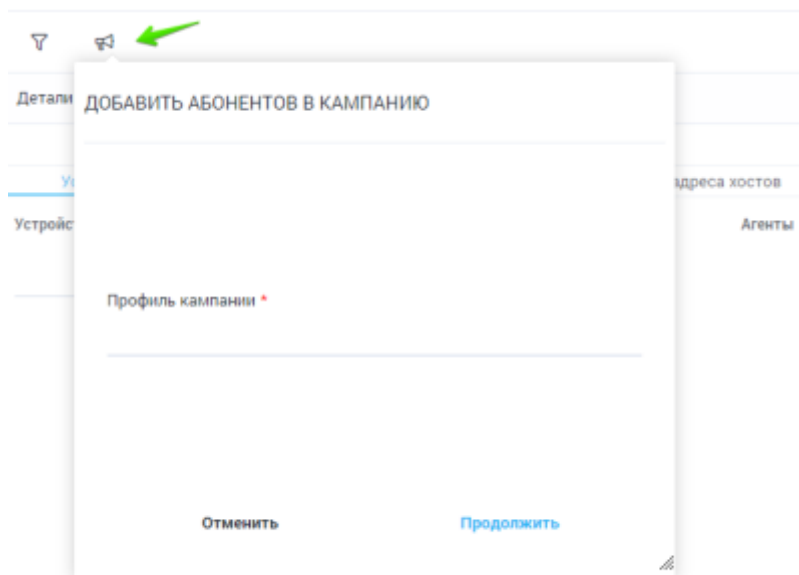 Детали
ДОБАВИТЬ АБОНЕНТОВ В КАМПАНИЮ
адреса хостов
Агенты
Профиль кампании *
Отменить
Продолжить